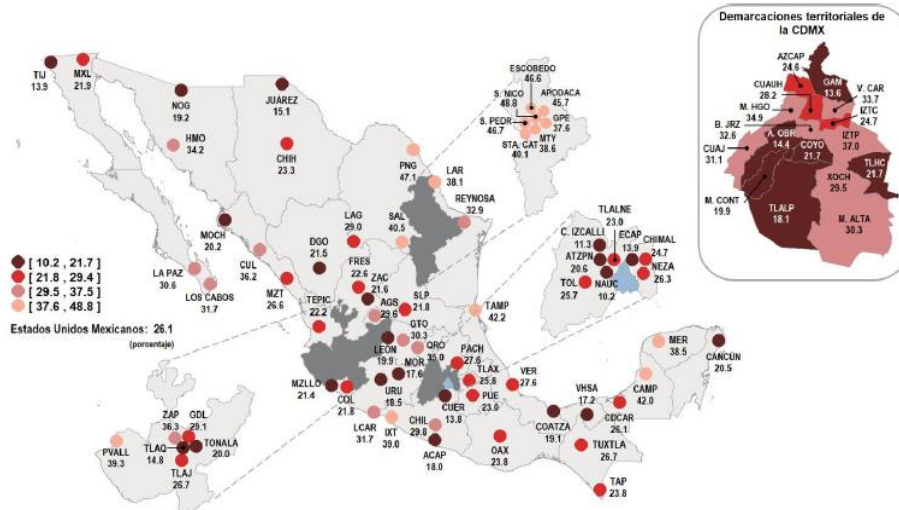 Demarcaciones territoriales de
la CDMX
AZCAP
24.6
GAM
13.6
CUAUH
28.2
V. CAR
33.7
M. HGO
34.9
IZTC
24.7
B. JRZ
32.6
A. OBR
14.4
COYO
21.7
IZTP
37.0
CUAJ
31.1
TLHC
21.7
XOCH
29.5
M. CONT
19.9
TLALP
18.1
M. ALTA
30.3
TIJ
13.9
MXL
21.9
NOG
19.2
JUÁREZ
15.1
HMO
34.2
CHIH
23.3
ESCOBEDO
46.6
S. NICO
48.8
APODACA
45.7
S. PEDR
46.7
GPE
37.6
STA. CAT
40.1
MTY
38.6
PNG
47.1
LAR
38.1
REYNOSA
32.9
MOCH
20.2
LAG
29.0
SAL
40.5
DGO
21.5
CUL
36.2
LA PAZ
30.6
LOS CABOS
31.7
MZT
26.6
FRES
22.6
ZAC
21.6
TEPIC
22.2
AGS
29.6
SLP
21.8
TAMP
42.2
[ 10.2 , 21.7 ]
[ 21.8 , 29.4 ]
[ 29.5 , 37.5 ]
[ 37.6 , 48.8 ]
Estados Unidos Mexicanos: 26.1
(porcentaje)
TLALNE
23.0
C. IZCALLI
11.3
ECAP
13.9
CHIMAL
24.7
ATZPN
20.6
NEZA
26.3
TOL
25.7
NAUC
10.2
GTO
30.3
LEÓN
19.9
QRO
35.0
MOR
17.6
PACH
27.6
TLAX
25.8
VER
27.6
MZLLO
21.4
COL
21.8
URU
18.5
CUER
13.8
PUE
23.0
LCAR
31.7
IXT
39.0
CHIL
29.8
ACAP
18.0
OAX
23.8
COATZA
19.1
VHSA
17.2
CDCAR
26.1
TUXTLA
26.7
TAP
23.8
MER
38.5
CANCÚN
20.5
CAMP
42.0
ZAP
36.3
GDL
29.1
TONALA
20.0
PVALL
39.3
TLAQ
14.8
TLAJ
26.7